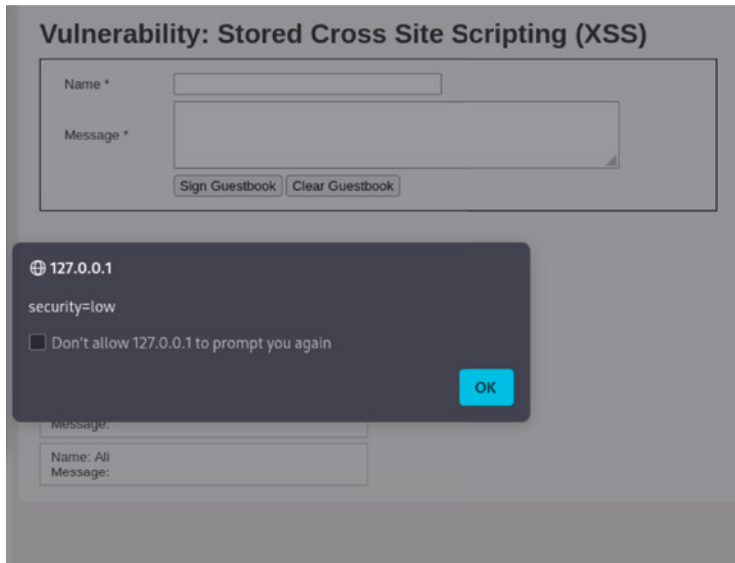 Vulnerability: Stored Cross Site Scripting (XSS)
Name *
Message *
Sign Guestbook Clear Guestbook
127.0.0.1
security=low
Don't allow 127.0.0.1 to prompt you again
OK
Message:
Name: Ali
Message: